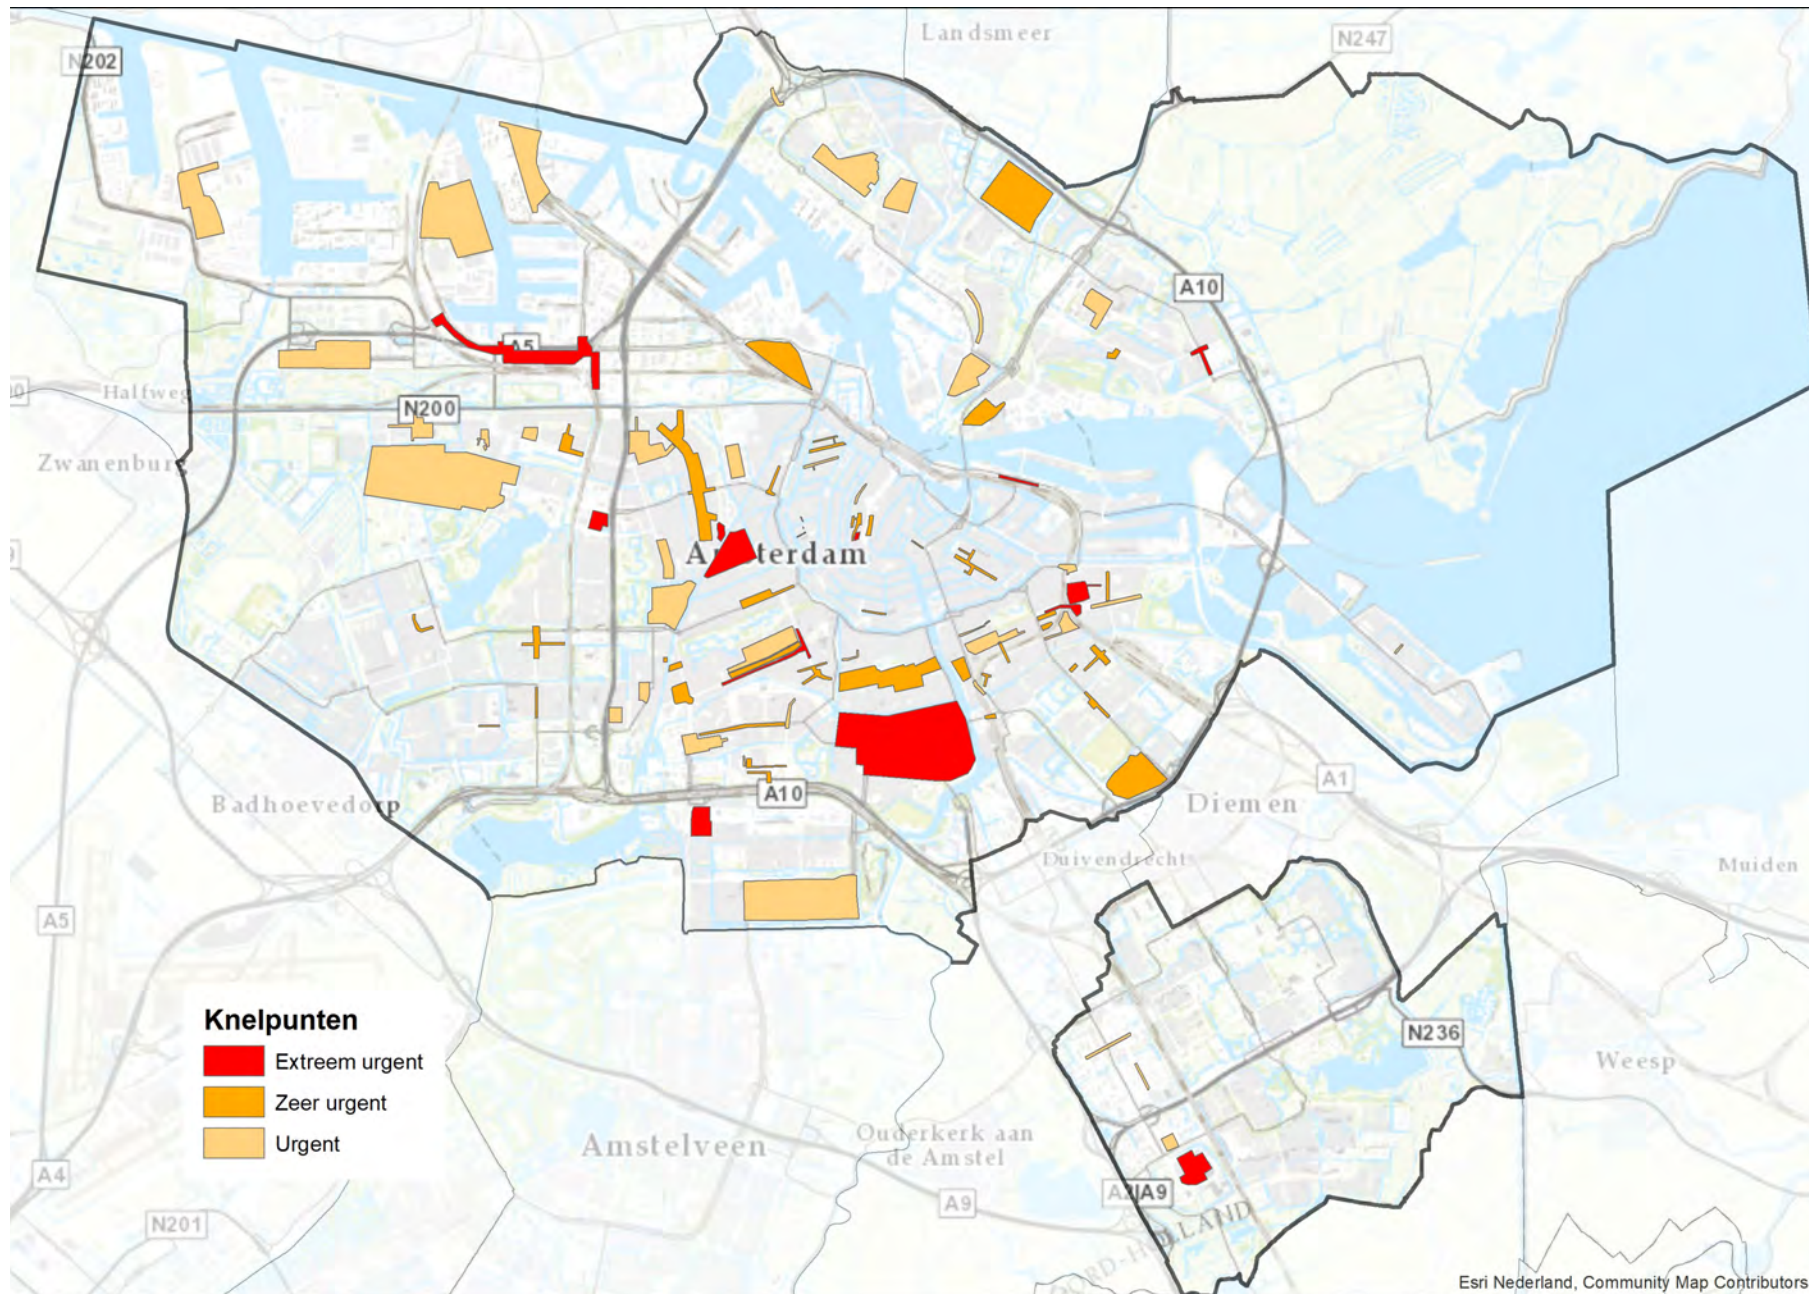 Landsmeer
N247
N202
A10
A5
Halfweg
N200
Zwanenburg
Amsterdam
A10
Badhoevedorp
A1
Diemen
Duivendrecht
Muiden
A5
N236
Weesp
Knelpunten
Extreem urgent
Zeer urgent
Urgent
Amstelveen
Ouderkerk aan
de Amstel
A4
A9
A2|A9
N201
Esri Nederland, Community Map Contributors